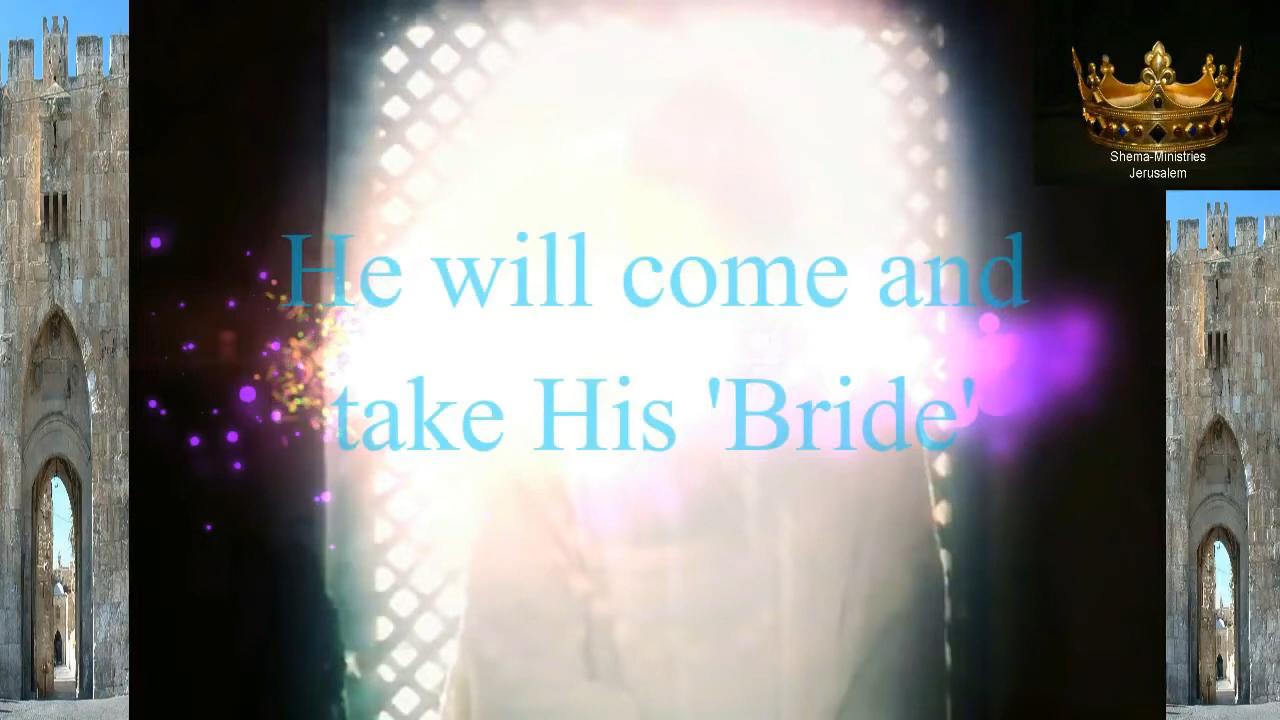 Shema-Ministries
Jerusalem
He will come and
take His 'Bride'